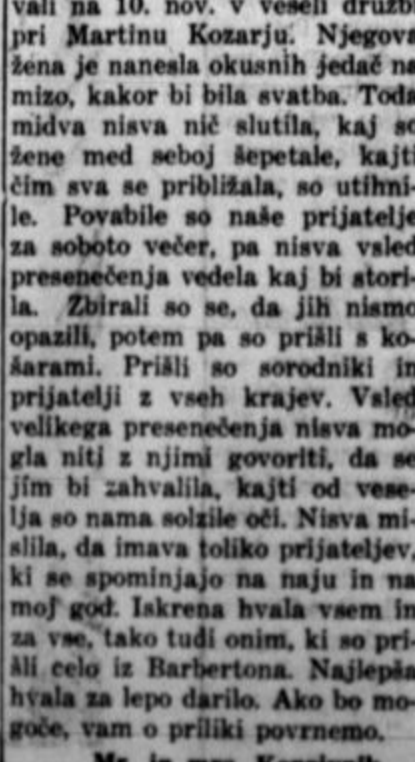 vali na 10. nov. v veseli družb
pri Martinu Kozarju. Njegova
žena je nanesla okusnih jedač na
mizo, kakor bi bila svatba. Toda
midva nisva nič slutila, kaj so
žene med seboj šepetale, kajti
čim sva se približala, so utihni-
le. Povabile so naše prijatelje
za soboto večer, pa nisva vsled
presenečenja vedela kaj bi stori-
la. Zbirali so se, da jih nismo
opazili, potem pa so prišli s ko-
šarami. Prišli so sorodniki in
prijatelji z vseh krajev. Vsled
velikega presenečenja nisva mo-
gla niti z njimi govoriti, da se
jim bi zahvalila, kajti od vese-
lja so nama solzile oči. Nisva mi-
slila, da imava toliko prijateljev,
ki se spominjajo na naju in na
moj god. Iskrena hvala vsem in
za vse, tako tudi onim, ki so pri-
šli celo iz Barbertona. Najlepša
hvala za lepo darilo. Ako bo mo-
goče, vam o priliki povrnemo.
Mr. in mrs.